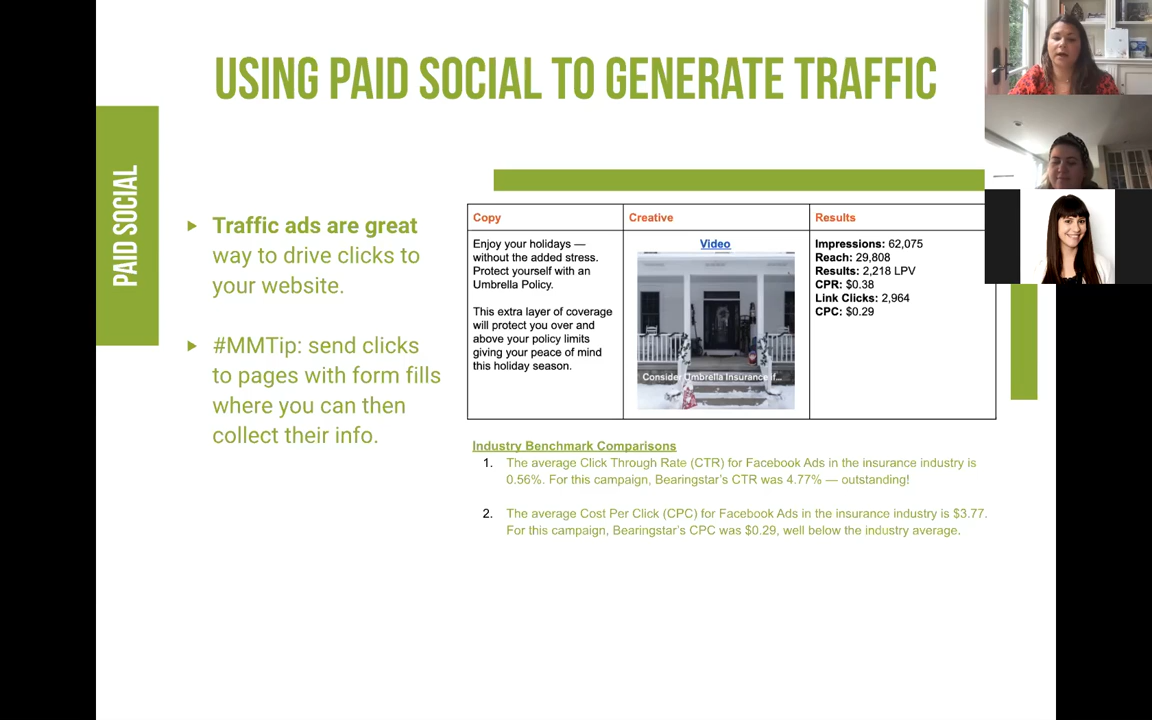 USING PAID SOCIAL TO GENERATE TRAFFIC
PAID SOCIAL
Traffic ads are great
way to drive clicks to
your website.
#MMTip: send clicks
to pages with form fills
where you can then
collect their info.
Copy
Enjoy your holidays —
without the added stress.
Protect yourself with an
Umbrella Policy.
This extra layer of coverage
will protect you over and
above your policy limits
giving your peace of mind
this holiday season.
Creative
Video
Consider Umbrella Insurance if...
Results
Impressions: 62,075
Reach: 29,808
Results: 2,218 LPV
CPR: $0.38
Link Clicks: 2,964
CPC: $0.29
Industry Benchmark Comparisons
1. The average Click Through Rate (CTR) for Facebook Ads in the insurance industry is
0.56%. For this campaign, Bearingstar's CTR was 4.77% — outstanding!
2. The average Cost Per Click (CPC) for Facebook Ads in the insurance industry is $3.77.
For this campaign, Bearingstar's CPC was $0.29, well below the industry average.